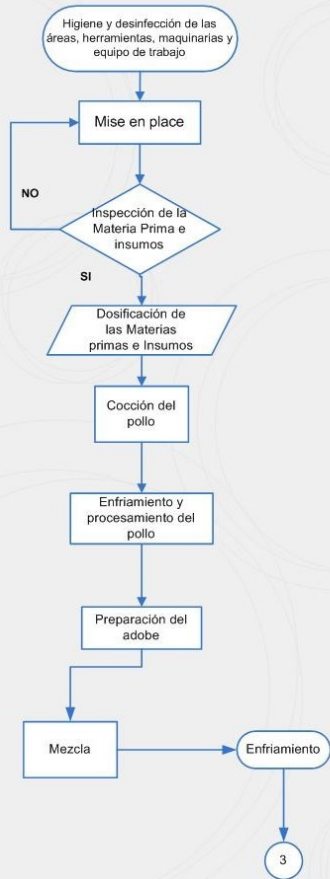 Higiene y desinfección de las
áreas, herramientas, maquinarias y
equipo de trabajo
Mise en place
NO
Inspección de la
Materia Prima e
insumos
SI
Dosificación de
las Materias
primas e Insumos
Cocción del
pollo
Enfriamiento y
procesamiento del
pollo
Preparación del
adobe
Mezcla
Enfriamiento
3